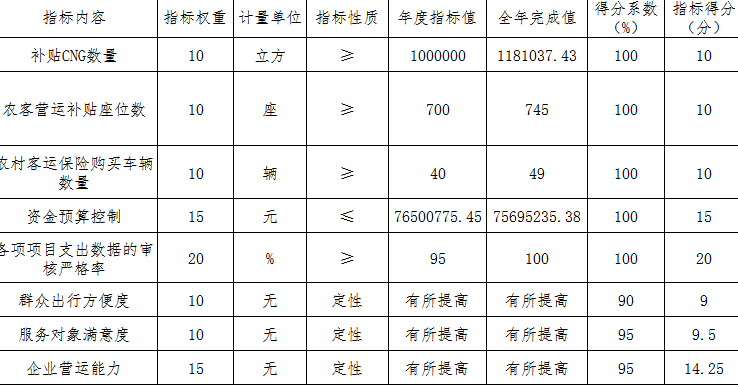 指标内容 指标权重 计量单位 指标性质 年度指标值 全年完成值 得分系数(%) 指标得分(分)
补贴CNG数量 10 立方 ≥ 1000000 1181037.43 100 10
农客营运补贴座位数 10 座 ≥ 700 745 100 10
农村客运保险购买车辆数量 10 辆 ≥ 40 49 100 10
资金预算控制 15 元 ≤ 76500775.45 75695235.38 100 15
各项项目支出数据的审核严格率 20 % ≥ 95 100 100 20
群众出行方便度 10 无 定性 有所提高 有所提高 90 9
服务对象满意度 10 无 定性 有所提高 有所提高 95 9.5
企业营运能力 15 无 定性 有所提高 有所提高 95 14.25